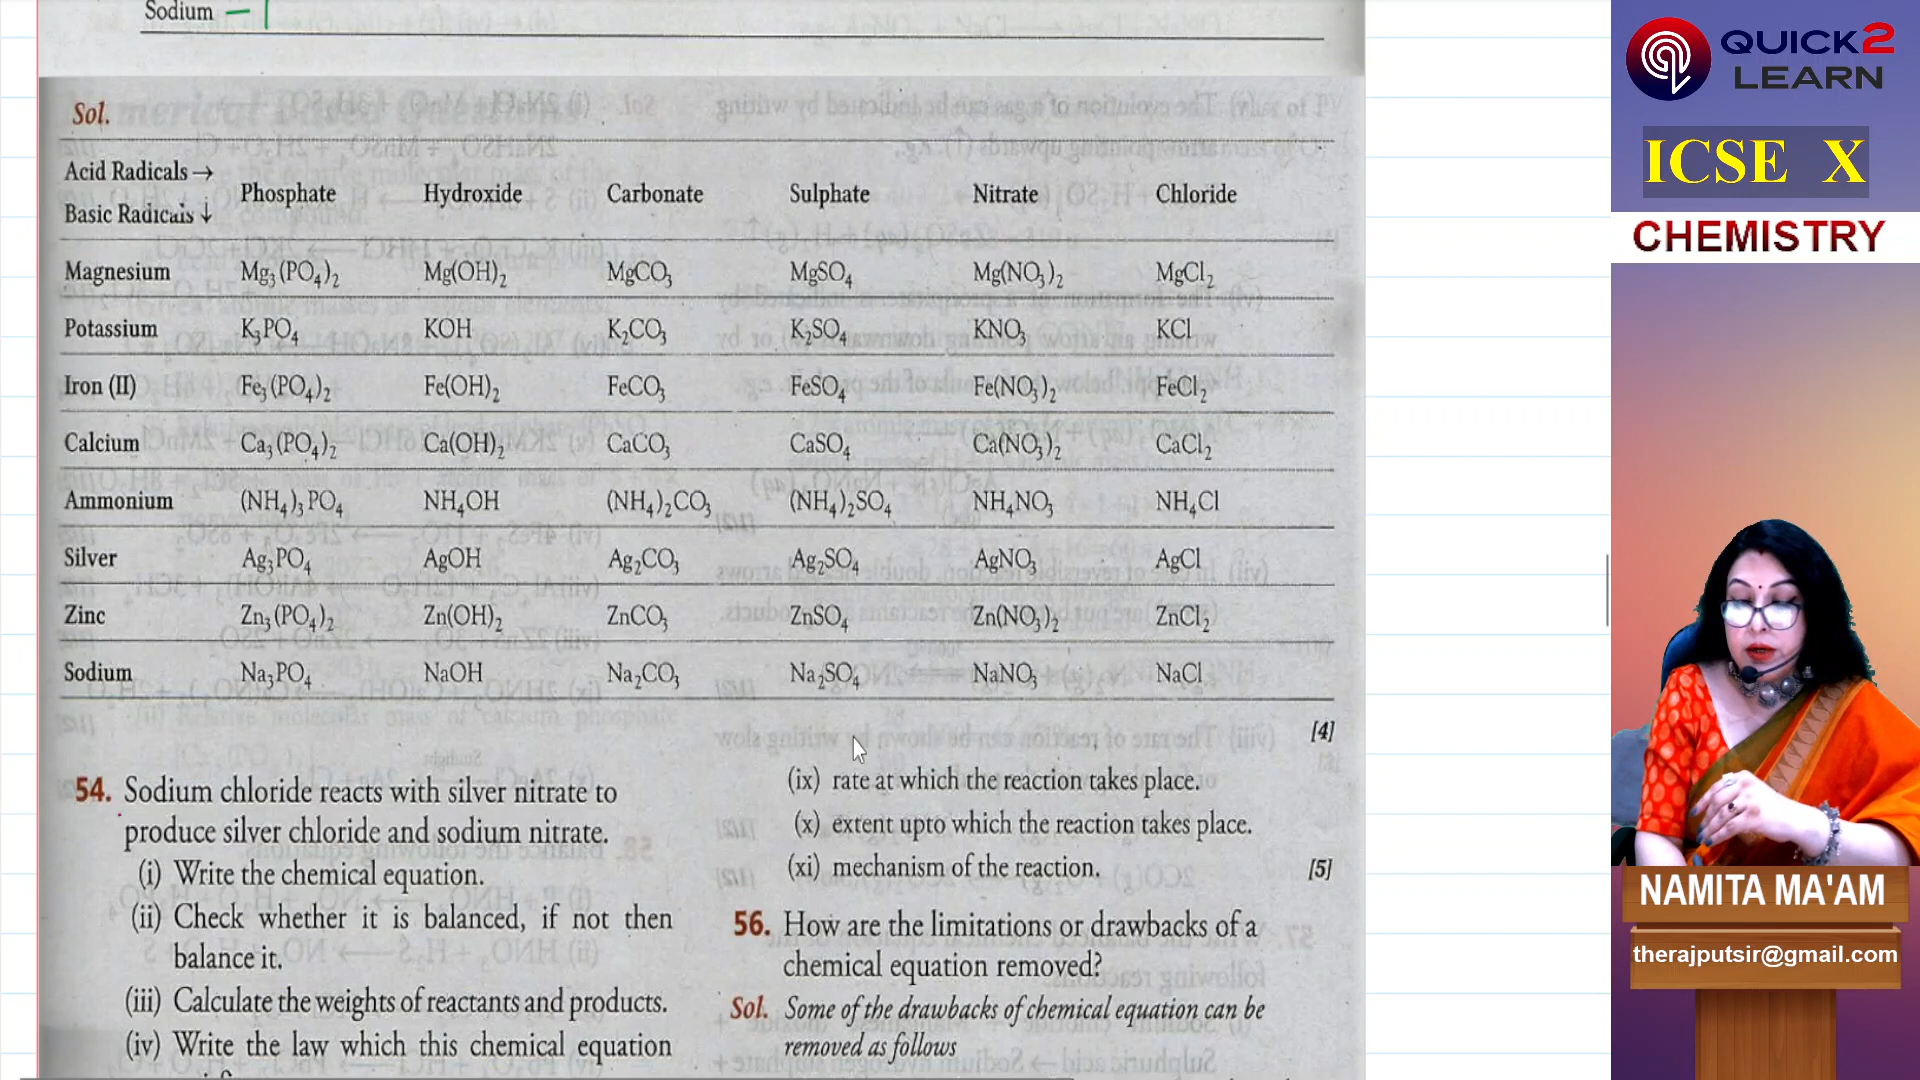 Sodium – 1
Sol.
Acid Radicals →
Basic Radicals ↓
Phosphate Hydroxide Carbonate Sulphate Nitrate Chloride
Magnesium Mg₃(PO₄)₂ Mg(OH)₂ MgCO₃ MgSO₄ Mg(NO₃)₂ MgCl₂
Potassium K₃PO₄ KOH K₂CO₃ K₂SO₄ KNO₃ KCl
Iron (II) Fe₃(PO₄)₂ Fe(OH)₂ FeCO₃ FeSO₄ Fe(NO₃)₂ FeCl₂
Calcium Ca₃(PO₄)₂ Ca(OH)₂ CaCO₃ CaSO₄ Ca(NO₃)₂ CaCl₂
Ammonium (NH₄)₃PO₄ NH₄OH (NH₄)₂CO₃ (NH₄)₂SO₄ NH₄NO₃ NH₄Cl
Silver Ag₃PO₄ AgOH Ag₂CO₃ Ag₂SO₄ AgNO₃ AgCl
Zinc Zn₃(PO₄)₂ Zn(OH)₂ ZnCO₃ ZnSO₄ Zn(NO₃)₂ ZnCl₂
Sodium Na₃PO₄ NaOH Na₂CO₃ Na₂SO₄ NaNO₃ NaCl
[4]
54. Sodium chloride reacts with silver nitrate to
produce silver chloride and sodium nitrate.
(i) Write the chemical equation.
(ii) Check whether it is balanced, if not then
balance it.
(iii) Calculate the weights of reactants and products.
(iv) Write the law which this chemical equation
(ix) rate at which the reaction takes place.
(x) extent upto which the reaction takes place.
(xi) mechanism of the reaction. [5]
56. How are the limitations or drawbacks of a
chemical equation removed?
Sol. Some of the drawbacks of chemical equation can be
removed as follows
QUICK2
LEARN
ICSE X
CHEMISTRY
NAMITA MA'AM
therajputsir@gmail.com